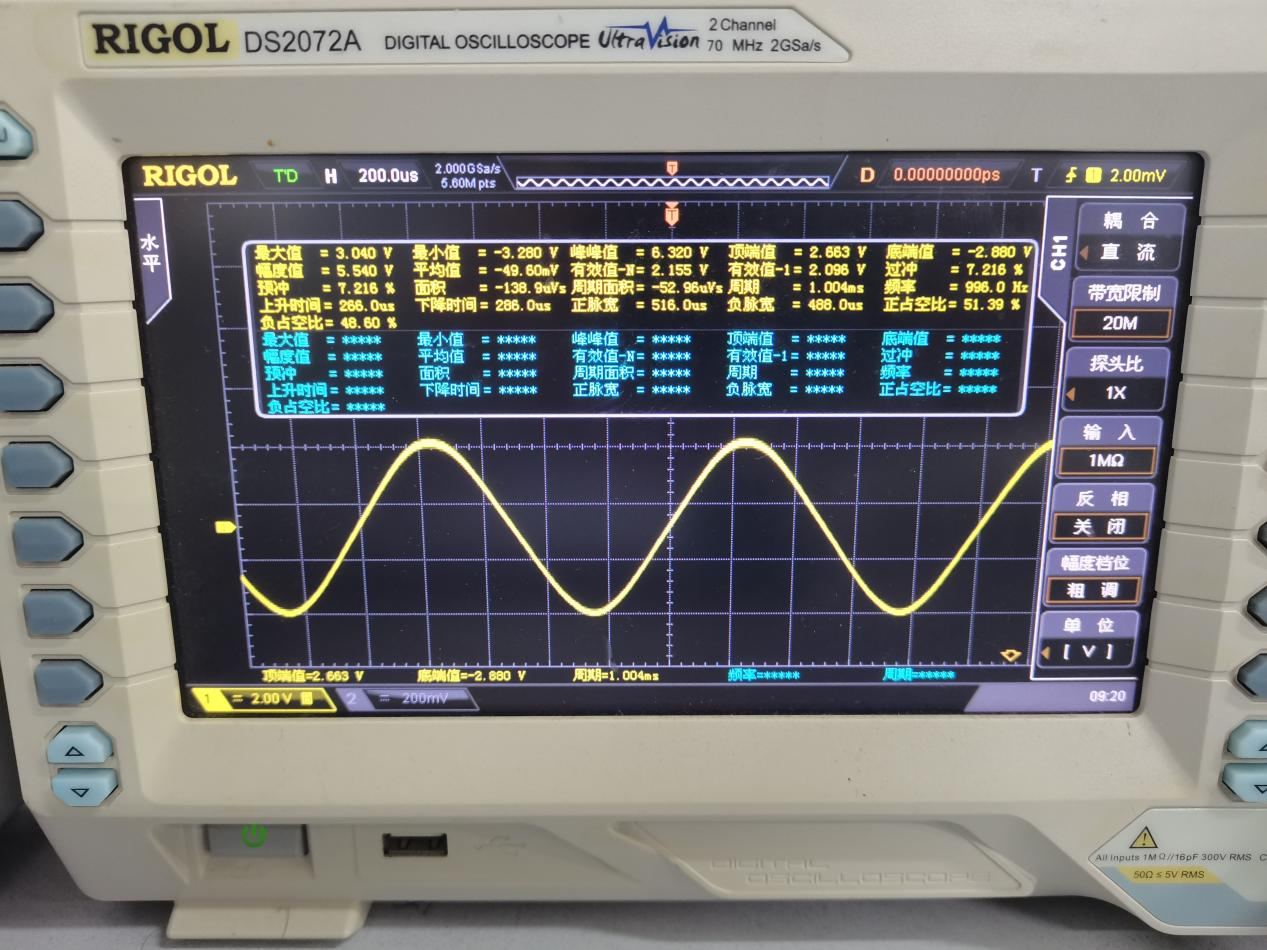 RIGOL DS2072A DIGITAL OSCILLOSCOPE UltraVision 2 Channel
70 MHz 2GSa/s
RIGOL T'D H 200.0us 2.000GSa/s 5.60M pts D 0.00000000ps T 1 2.00mV
水平
最大值 = 3.040 V 最小值 = -3.280 V 峰峰值 = 6.320 V 顶端值 = 2.663 V 底端值 = -2.880 V
幅度值 = 5.540 V 平均值 = -49.60mV 有效值-N= 2.155 V 有效值-1= 2.096 V 过冲 = 7.216 %
预冲 = 7.216 % 面积 = -138.9uVs 周期面积= -52.96uVs 周期 = 1.004ms 频率 = 996.0 Hz
上升时间= 266.0us 下降时间= 286.0us 正脉宽 = 516.0us 负脉宽 = 488.0us 正占空比= 51.39 %
负占空比= 48.60 %
最大值 = ***** 最小值 = ***** 峰峰值 = ***** 顶端值 = ***** 底端值 = *****
幅度值 = ***** 平均值 = ***** 有效值-N= ***** 有效值-1= ***** 过冲 = *****
预冲 = ***** 面积 = ***** 周期面积= ***** 周期 = ***** 频率 = *****
上升时间= ***** 下降时间= ***** 正脉宽 = ***** 负脉宽 = ***** 正占空比= *****
负占空比= *****
CH1
耦合
直流
带宽限制
20M
探头比
1X
输入
1MΩ
反相
关闭
幅度档位
粗调
单位
[ V ]
顶端值=2.663 V 底端值=-2.880 V 周期=1.004ms 频率=***** 周期=*****
1 2.00 V B 2 200mV 09:20
DIGITAL
OSCILLOSCOPE
All Inputs 1MΩ//16pF 300V RMS C
50Ω ≤ 5V RMS